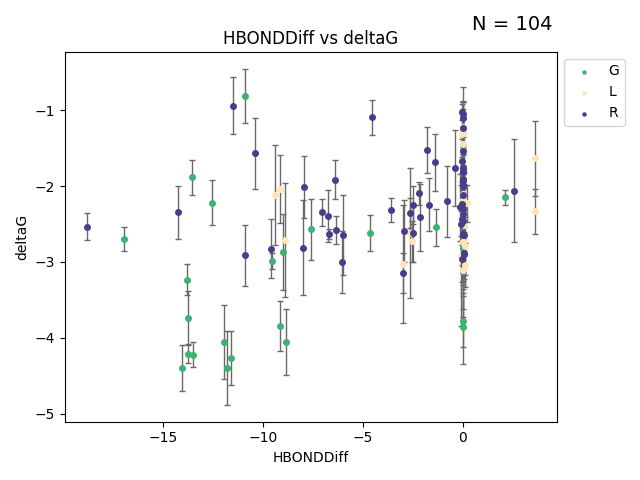 N = 104
HBONDDiff vs deltaG
G
L
R
−1
−2
−3
−4
−5
deltaG
−15
−10
−5
0
HBONDDiff